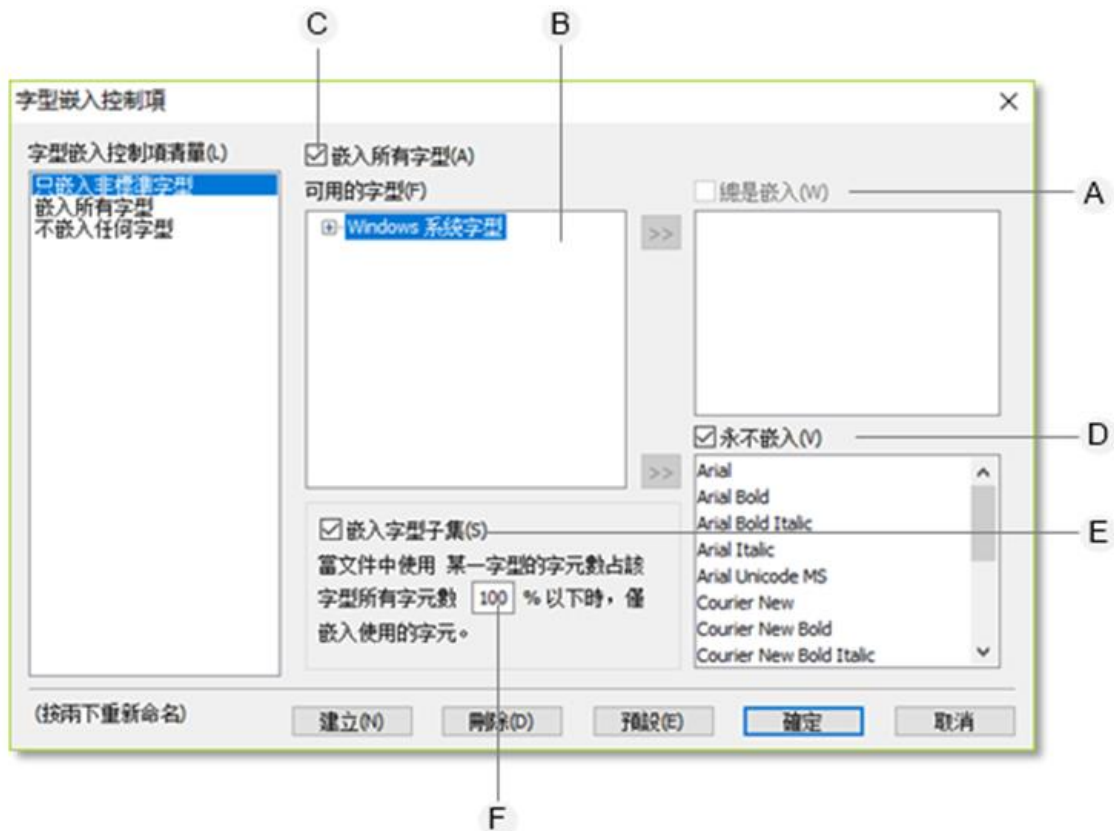 C
B
字型嵌入控制項
字型嵌入控制項清單(L)
只嵌入非標準字型
嵌入所有字型
不嵌入任何字型
嵌入所有字型(A)
可用的字型(F)
Windows 系統字型
>>
總是嵌入(W)
A
>>
永不嵌入(V)
D
Arial
Arial Bold
Arial Bold Italic
Arial Italic
Arial Unicode MS
Courier New
Courier New Bold
Courier New Bold Italic
嵌入字型子集(S)
E
當文件中使用 某一字型的字元數占該
字型所有字元數 100 % 以下時，僅
嵌入使用的字元。
(按兩下重新命名)
建立(N)
刪除(D)
預設(E)
確定
取消
F